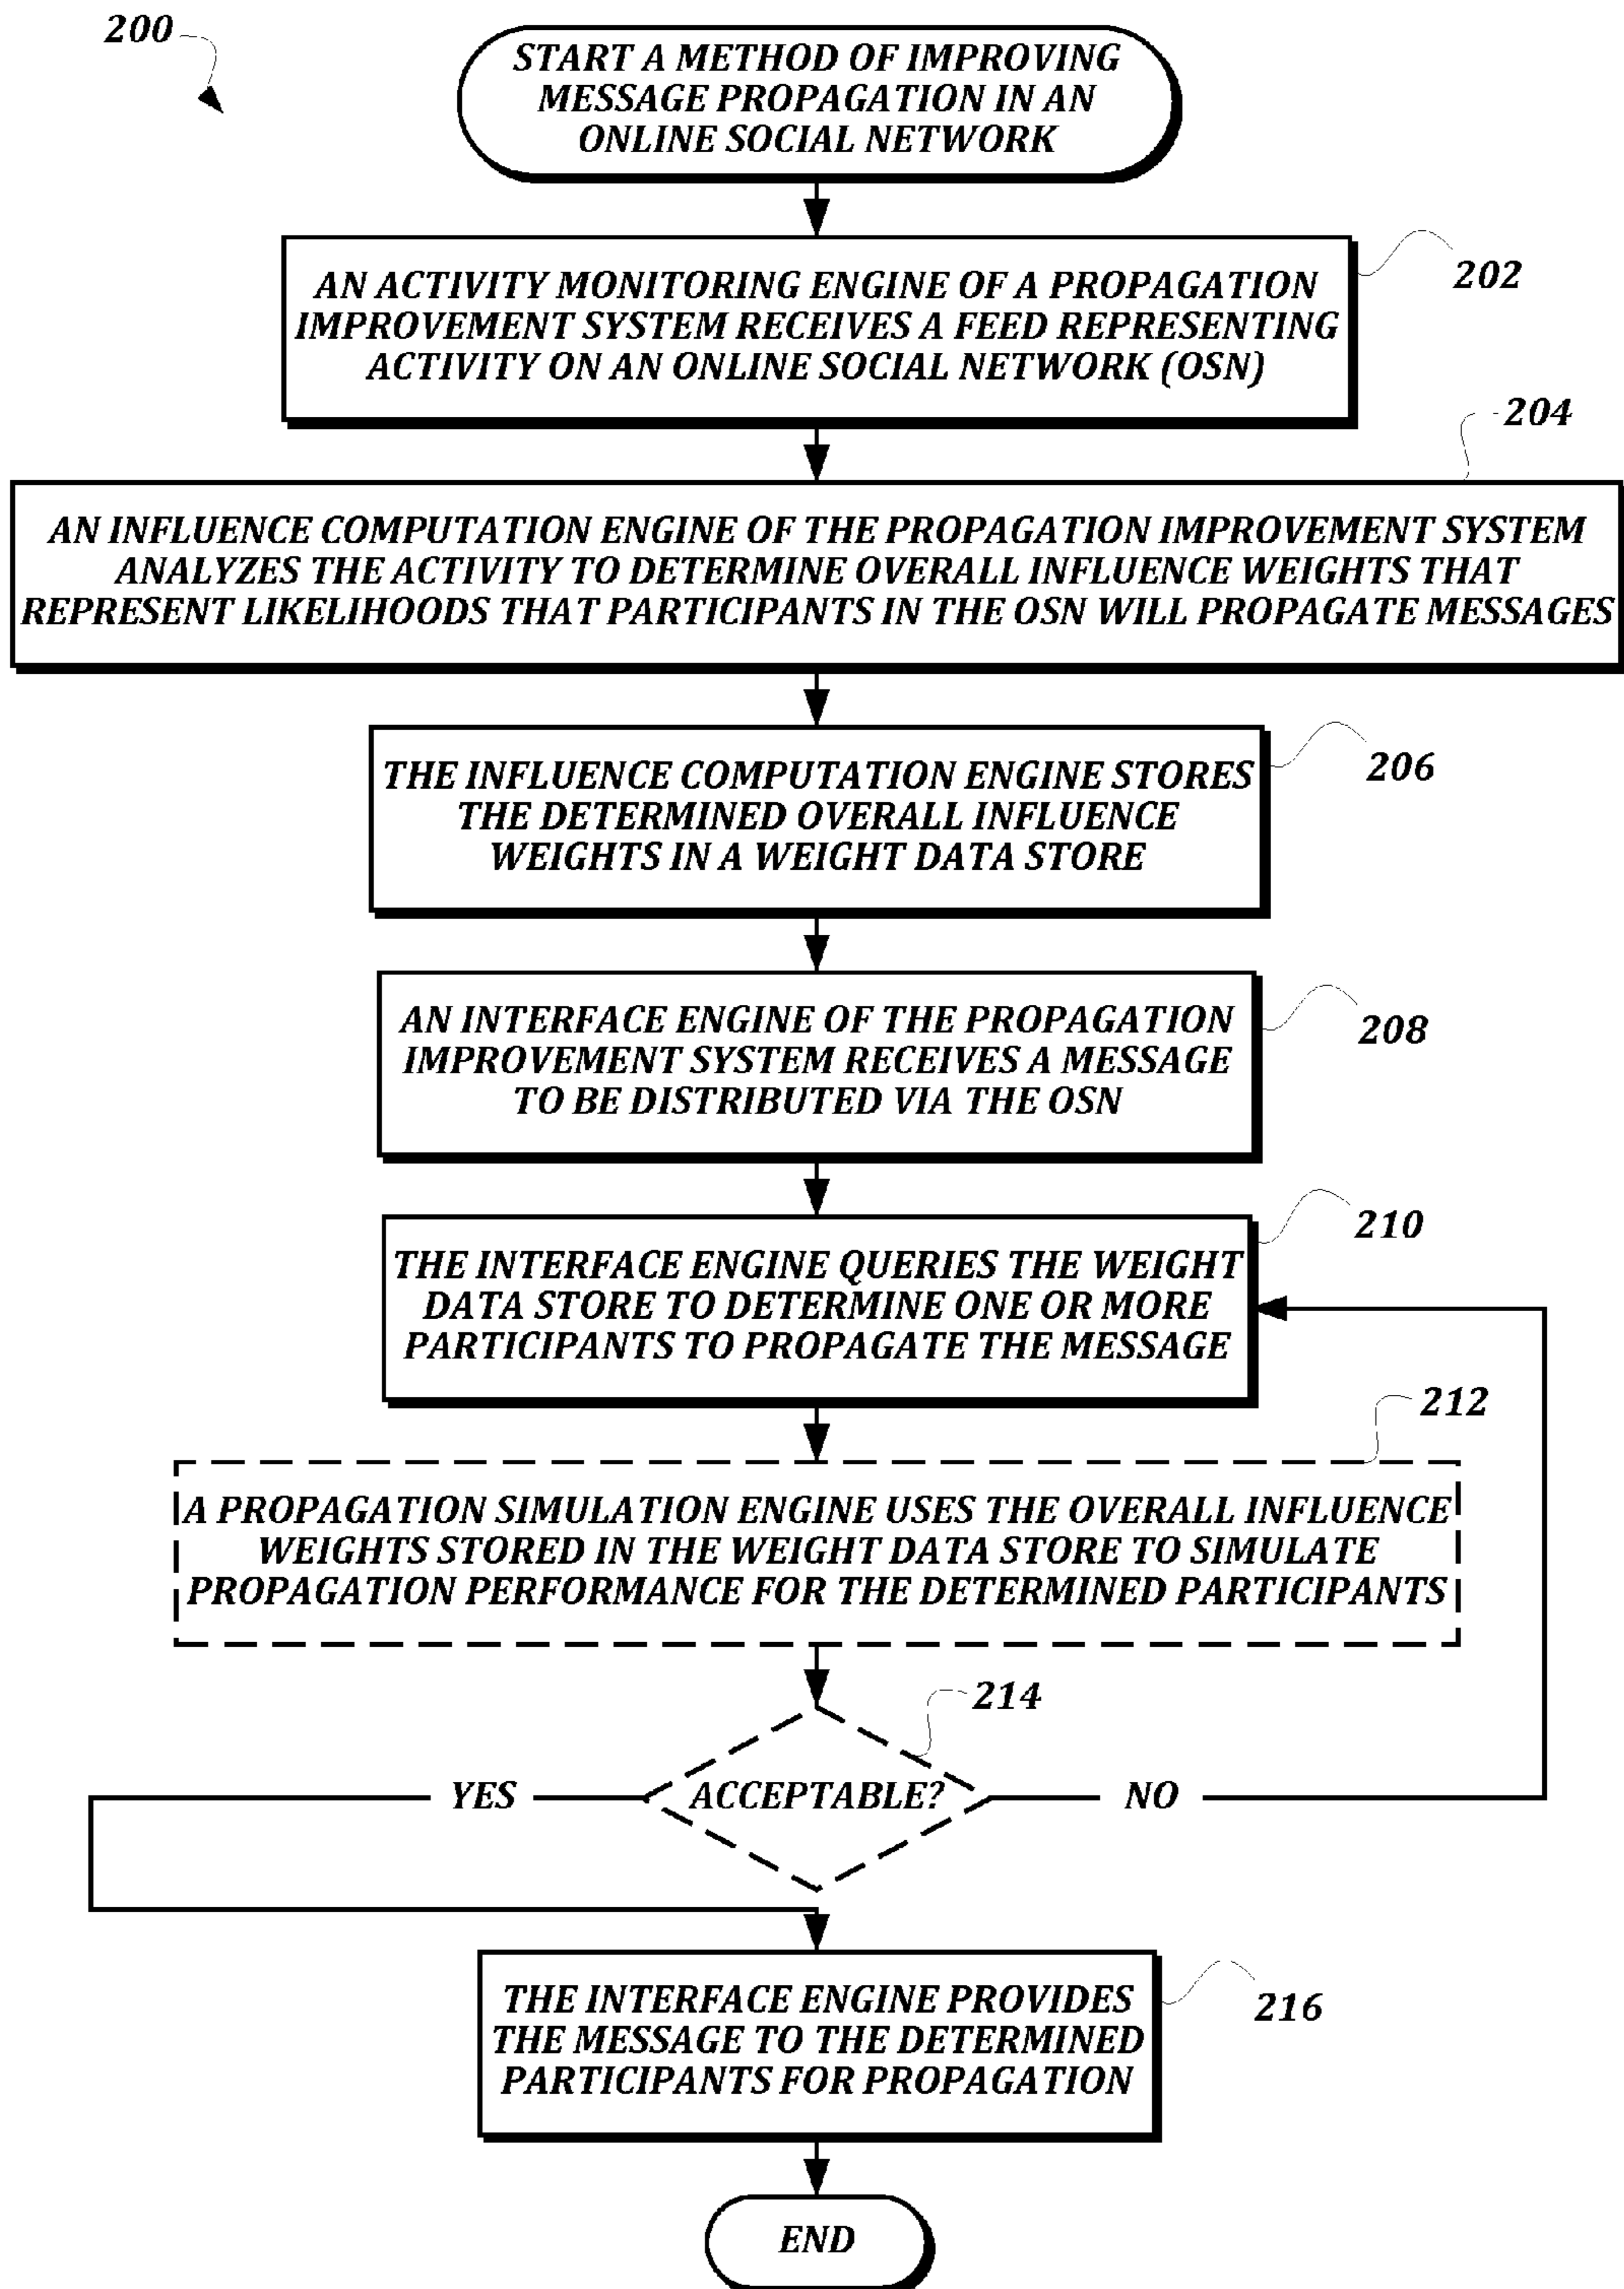 200
START A METHOD OF IMPROVING
MESSAGE PROPAGATION IN AN
ONLINE SOCIAL NETWORK
202
AN ACTIVITY MONITORING ENGINE OF A PROPAGATION
IMPROVEMENT SYSTEM RECEIVES A FEED REPRESENTING
ACTIVITY ON AN ONLINE SOCIAL NETWORK (OSN)
204
AN INFLUENCE COMPUTATION ENGINE OF THE PROPAGATION IMPROVEMENT SYSTEM
ANALYZES THE ACTIVITY TO DETERMINE OVERALL INFLUENCE WEIGHTS THAT
REPRESENT LIKELIHOODS THAT PARTICIPANTS IN THE OSN WILL PROPAGATE MESSAGES
206
THE INFLUENCE COMPUTATION ENGINE STORES
THE DETERMINED OVERALL INFLUENCE
WEIGHTS IN A WEIGHT DATA STORE
208
AN INTERFACE ENGINE OF THE PROPAGATION
IMPROVEMENT SYSTEM RECEIVES A MESSAGE
TO BE DISTRIBUTED VIA THE OSN
210
THE INTERFACE ENGINE QUERIES THE WEIGHT
DATA STORE TO DETERMINE ONE OR MORE
PARTICIPANTS TO PROPAGATE THE MESSAGE
212
A PROPAGATION SIMULATION ENGINE USES THE OVERALL INFLUENCE
WEIGHTS STORED IN THE WEIGHT DATA STORE TO SIMULATE
PROPAGATION PERFORMANCE FOR THE DETERMINED PARTICIPANTS
214
YES
ACCEPTABLE?
NO
216
THE INTERFACE ENGINE PROVIDES
THE MESSAGE TO THE DETERMINED
PARTICIPANTS FOR PROPAGATION
END